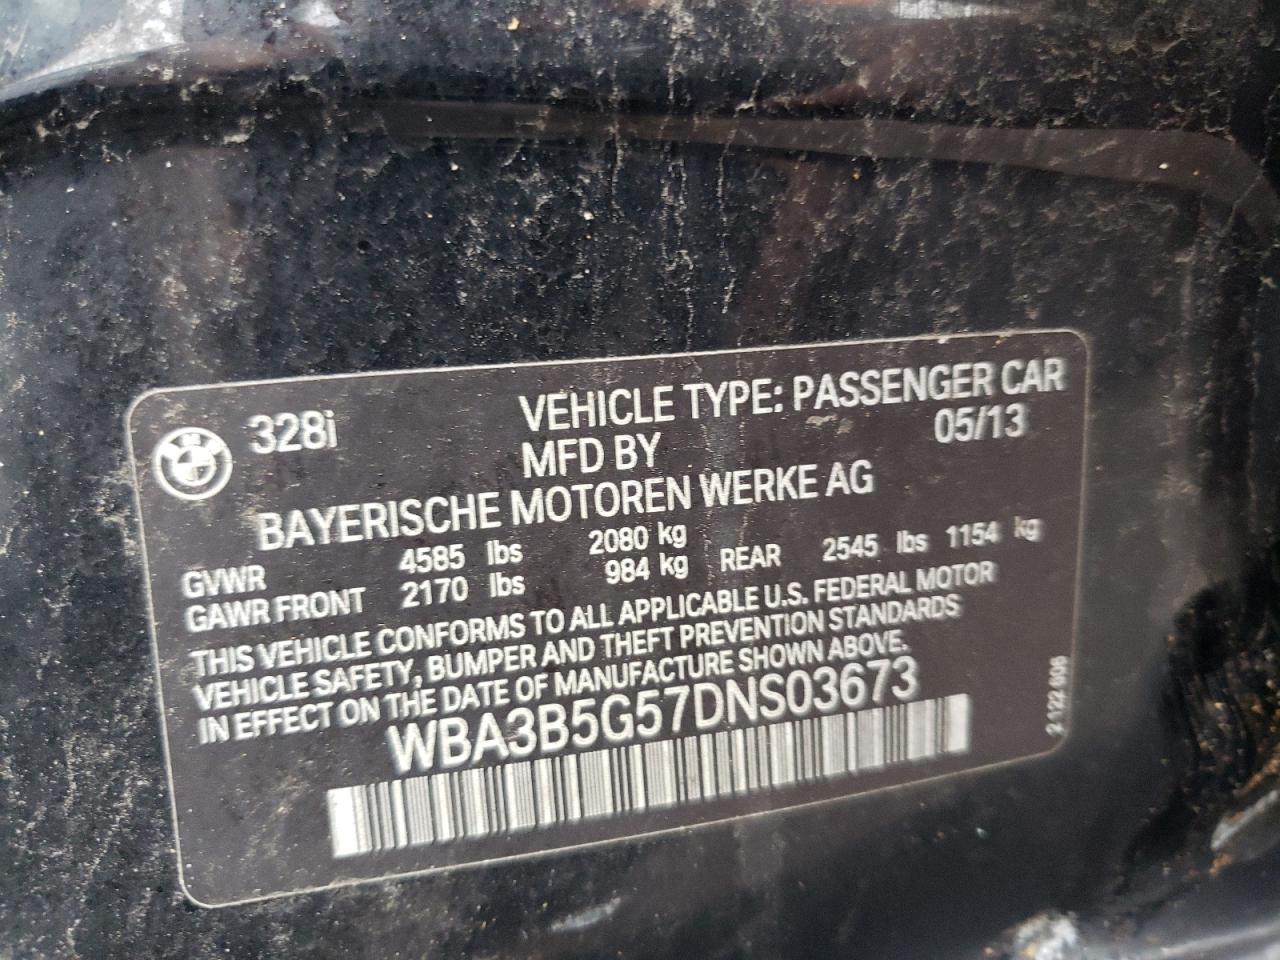 BMW
328i
VEHICLE TYPE: PASSENGER CAR
MFD BY 05/13
BAYERISCHE MOTOREN WERKE AG
GVWR 4585 lbs 2080 kg
GAWR FRONT 2170 lbs 984 kg REAR 2545 lbs 1154 kg
THIS VEHICLE CONFORMS TO ALL APPLICABLE U.S. FEDERAL MOTOR
VEHICLE SAFETY, BUMPER AND THEFT PREVENTION STANDARDS
IN EFFECT ON THE DATE OF MANUFACTURE SHOWN ABOVE.
WBA3B5G57DNS03673